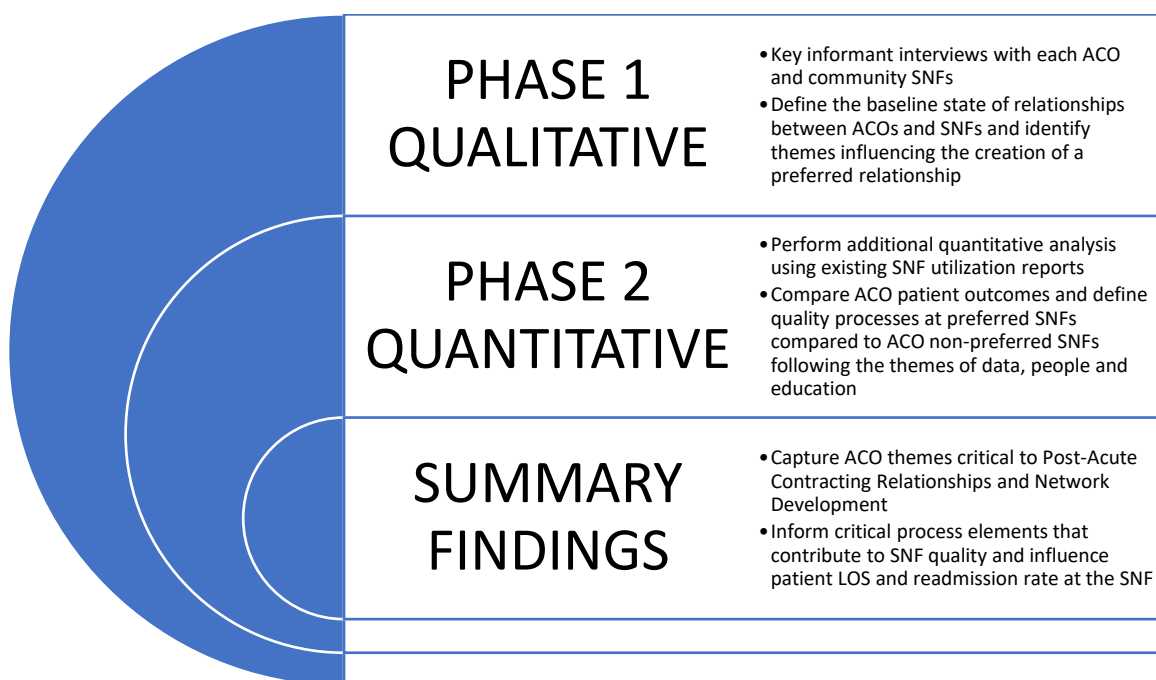 PHASE 1
QUALITATIVE
•Key informant interviews with each ACO
and community SNFs
•Define the baseline state of relationships
between ACOs and SNFs and identify
themes influencing the creation of a
preferred relationship
PHASE 2
QUANTITATIVE
•Perform additional quantitative analysis
using existing SNF utilization reports
•Compare ACO patient outcomes and define
quality processes at preferred SNFs
compared to ACO non-preferred SNFs
following the themes of data, people and
education
SUMMARY
FINDINGS
•Capture ACO themes critical to Post-Acute
Contracting Relationships and Network
Development
•Inform critical process elements that
contribute to SNF quality and influence
patient LOS and readmission rate at the SNF